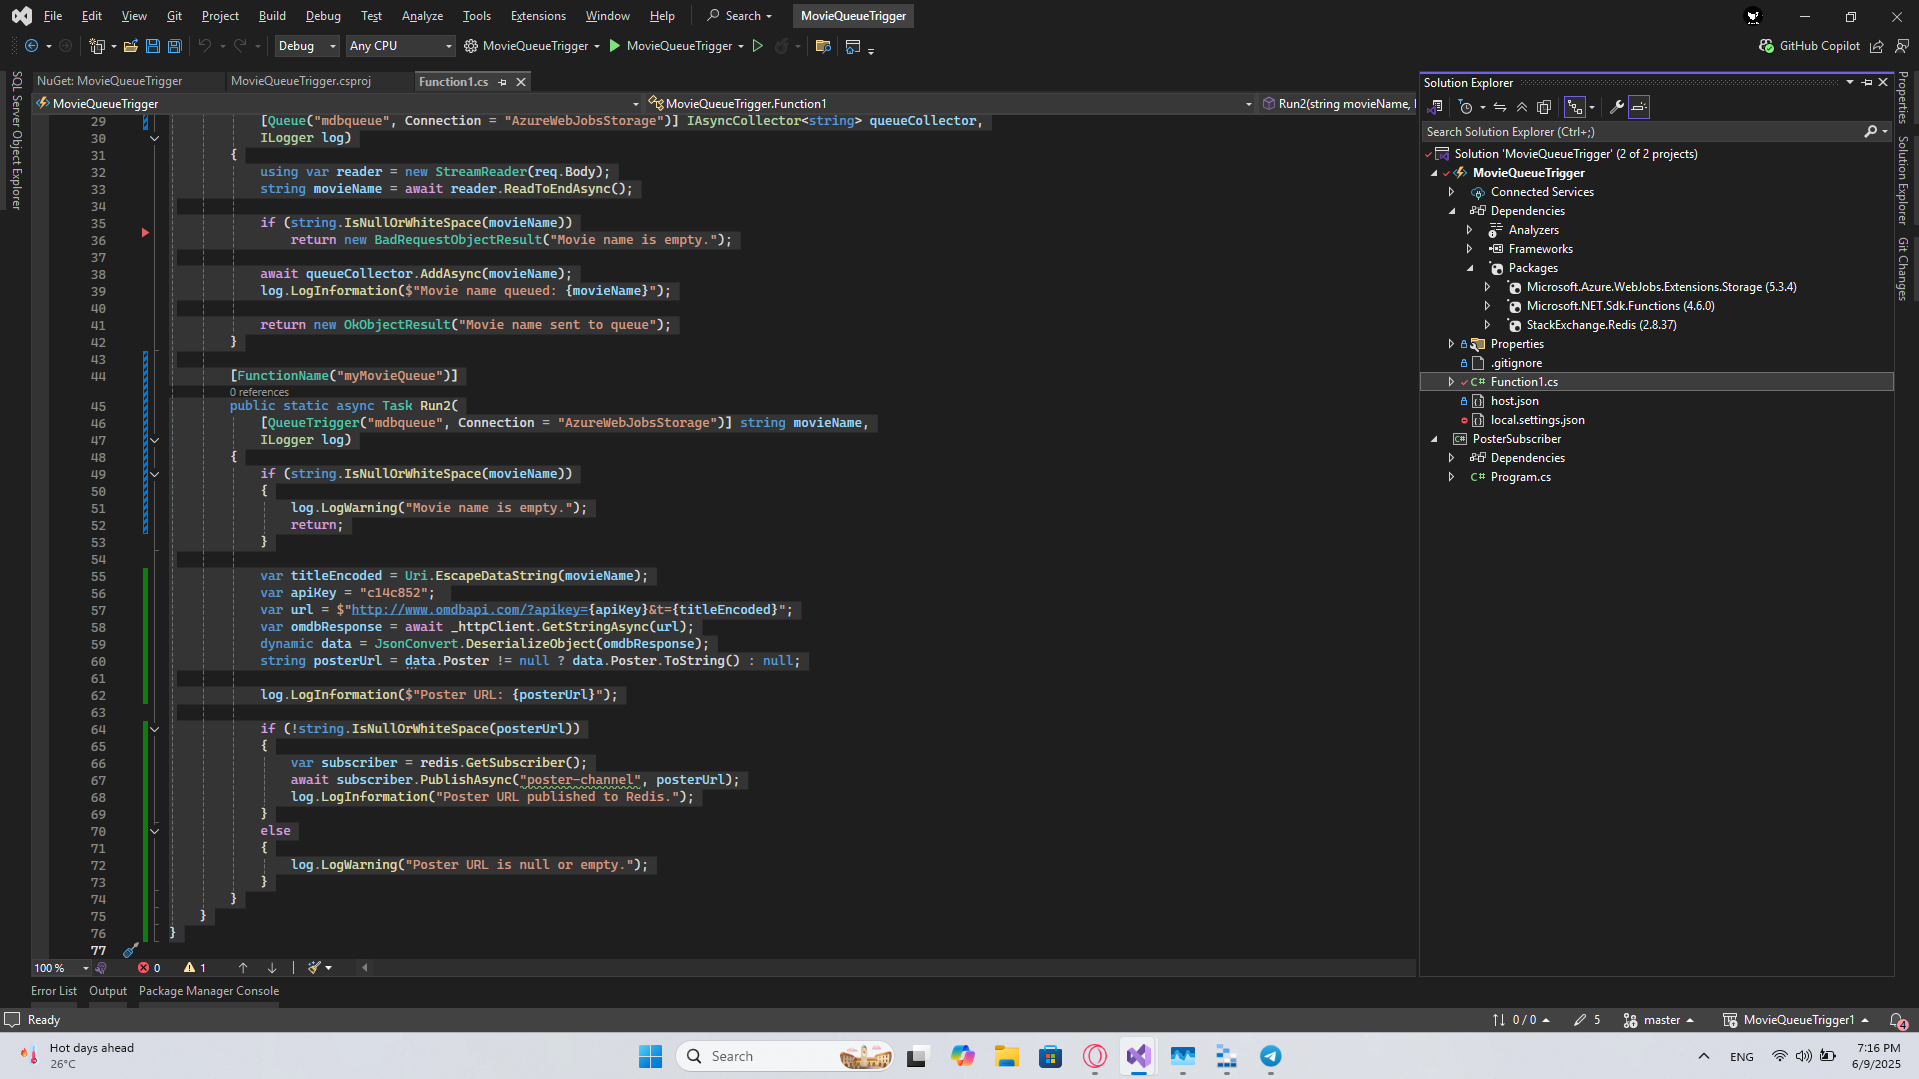 File Edit View Git Project Build Debug Test Analyze Tools Extensions Window Help Search MovieQueueTrigger
Debug Any CPU MovieQueueTrigger MovieQueueTrigger GitHub Copilot
SQL Server Object Explorer
NuGet: MovieQueueTrigger MovieQueueTrigger.csproj Function1.cs
MovieQueueTrigger MovieQueueTrigger.Function1 Run2(string movieName,
29 [Queue("mdbqueue", Connection = "AzureWebJobsStorage")] IAsyncCollector<string> queueCollector,
30 ILogger log)
31 {
32 using var reader = new StreamReader(req.Body);
33 string movieName = await reader.ReadToEndAsync();
34
35 if (string.IsNullOrWhiteSpace(movieName))
36 return new BadRequestObjectResult("Movie name is empty.");
37
38 await queueCollector.AddAsync(movieName);
39 log.LogInformation($"Movie name queued: {movieName}");
40
41 return new OkObjectResult("Movie name sent to queue");
42 }
43
44 [FunctionName("myMovieQueue")]
0 references
45 public static async Task Run2(
46 [QueueTrigger("mdbqueue", Connection = "AzureWebJobsStorage")] string movieName,
47 ILogger log)
48 {
49 if (string.IsNullOrWhiteSpace(movieName))
50 {
51 log.LogWarning("Movie name is empty.");
52 return;
53 }
54
55 var titleEncoded = Uri.EscapeDataString(movieName);
56 var apiKey = "c14c852";
57 var url = $"http://www.omdbapi.com/?apikey={apiKey}&t={titleEncoded}";
58 var omdbResponse = await _httpClient.GetStringAsync(url);
59 dynamic data = JsonConvert.DeserializeObject(omdbResponse);
60 string posterUrl = data.Poster != null ? data.Poster.ToString() : null;
61
62 log.LogInformation($"Poster URL: {posterUrl}");
63
64 if (!string.IsNullOrWhiteSpace(posterUrl))
65 {
66 var subscriber = redis.GetSubscriber();
67 await subscriber.PublishAsync("poster-channel", posterUrl);
68 log.LogInformation("Poster URL published to Redis.");
69 }
70 else
71 {
72 log.LogWarning("Poster URL is null or empty.");
73 }
74 }
75 }
76 }
77
100 % 0 1
Error List Output Package Manager Console
Solution Explorer
Search Solution Explorer (Ctrl+;)
Solution 'MovieQueueTrigger' (2 of 2 projects)
MovieQueueTrigger
Connected Services
Dependencies
Analyzers
Frameworks
Packages
Microsoft.Azure.WebJobs.Extensions.Storage (5.3.4)
Microsoft.NET.Sdk.Functions (4.6.0)
StackExchange.Redis (2.8.37)
Properties
.gitignore
C# Function1.cs
host.json
local.settings.json
C# PosterSubscriber
Dependencies
C# Program.cs
Properties
Solution Explorer
Git Changes
Ready 0 / 0 5 master MovieQueueTrigger1 4
Hot days ahead
26°C
Search
ENG
7:16 PM
6/9/2025